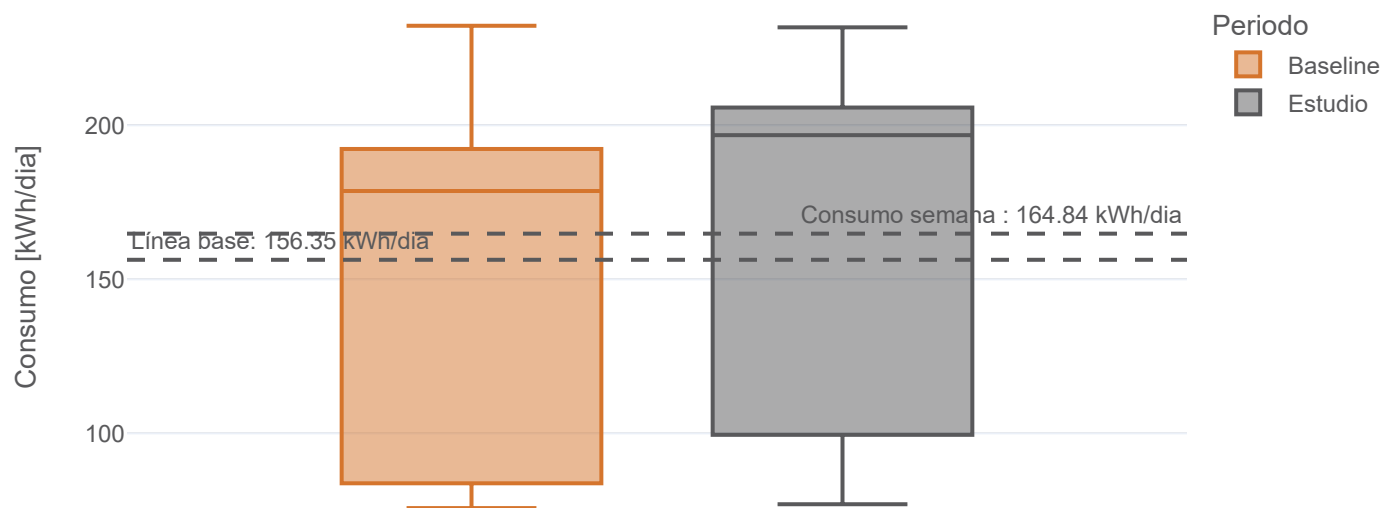 Periodo
Baseline
Estudio
Consumo [kWh/dia]
200
150
100
Consumo semana : 164.84 kWh/dia
Línea base: 156.35 kWh/dia